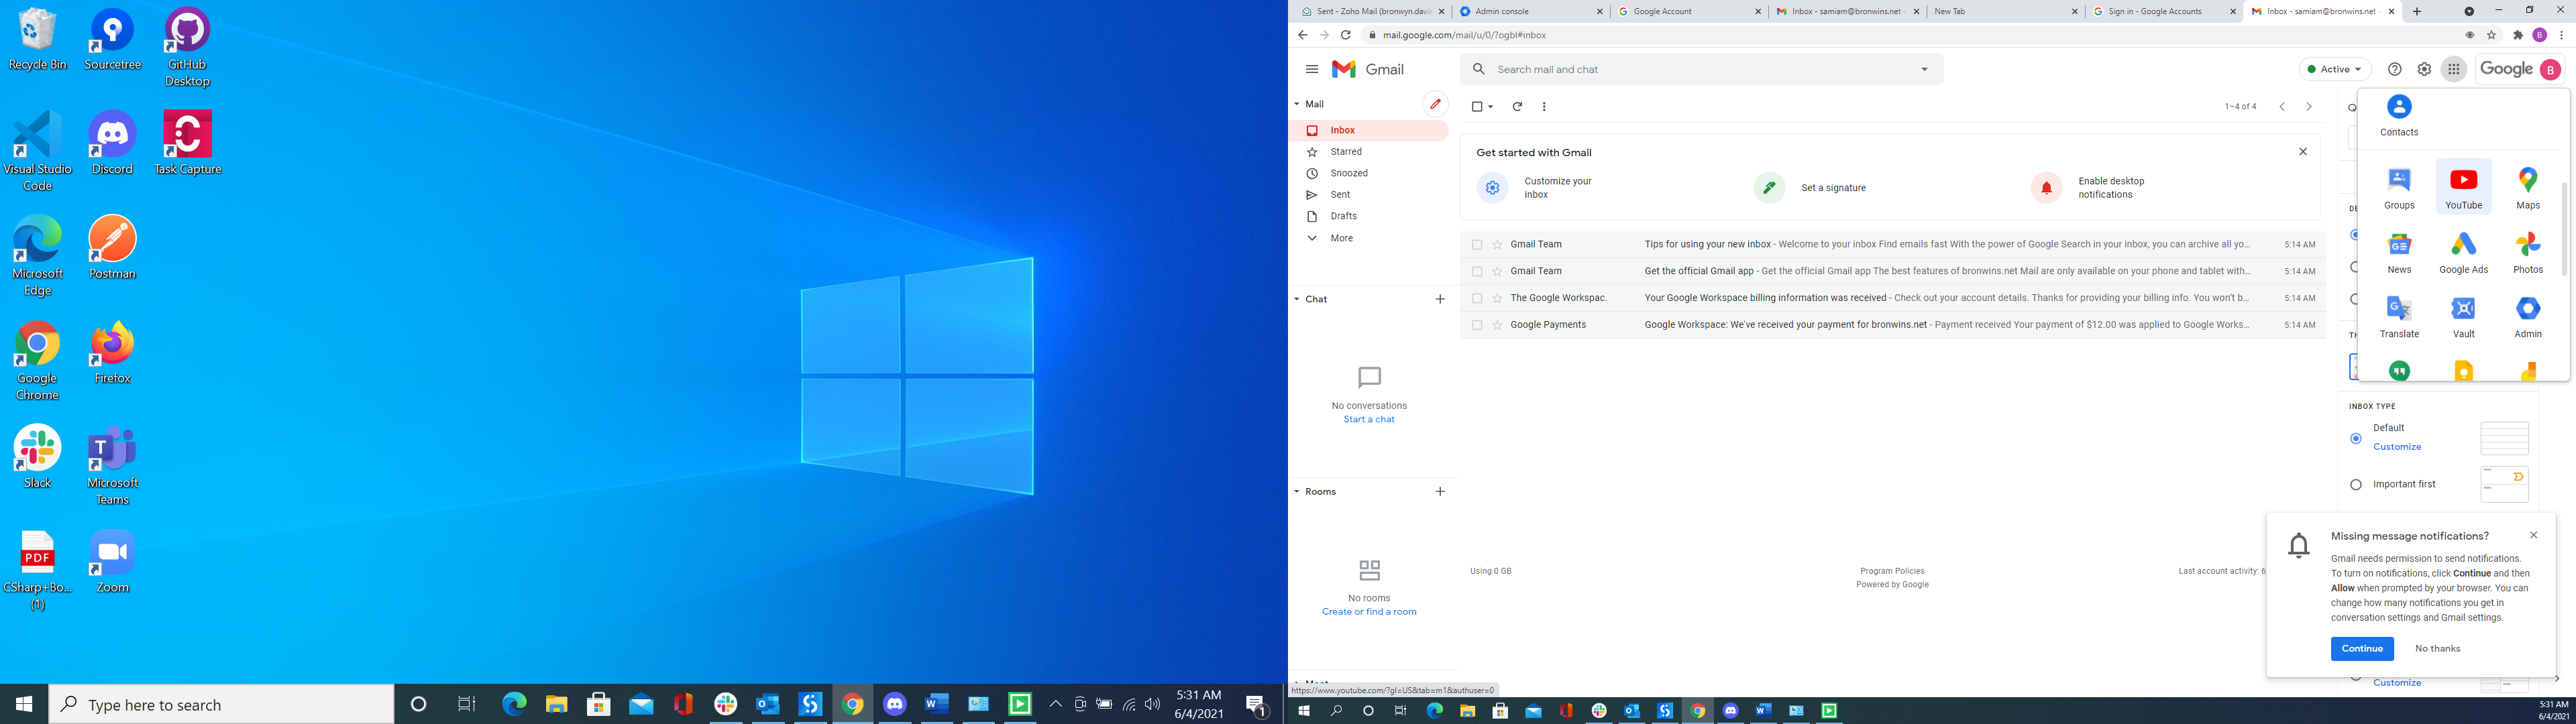 Recycle Bin
Sourcetree
GitHub
Desktop
Visual Studio
Code
Discord
Task Capture
Microsoft
Edge
Postman
Google
Chrome
Firefox
Slack
Microsoft
Teams
PDF
CSharp+Bo...
(1)
Zoom
Type here to search
5:31 AM
6/4/2021
1
Sent - Zoho Mail (bronwyn.davi
Admin console
Google Account
Inbox - samiam@bronwins.net
New Tab
Sign in - Google Accounts
Inbox - samiam@bronwins.net
mail.google.com/mail/u/0/?ogbl#inbox
B
Gmail
Search mail and chat
Active
Google
B
Mail
1–4 of 4
Inbox
Starred
Snoozed
Sent
Drafts
More
Get started with Gmail
Customize your
inbox
Set a signature
Enable desktop
notifications
Gmail Team
Tips for using your new inbox - Welcome to your inbox Find emails fast With the power of Google Search in your inbox, you can archive all yo...
5:14 AM
Gmail Team
Get the official Gmail app - Get the official Gmail app The best features of bronwins.net Mail are only available on your phone and tablet with...
5:14 AM
The Google Workspac.
Your Google Workspace billing information was received - Check out your account details. Thanks for providing your billing info. You won't b...
5:14 AM
Google Payments
Google Workspace: We've received your payment for bronwins.net - Payment received Your payment of $12.00 was applied to Google Works...
5:14 AM
Contacts
Groups
YouTube
Maps
News
Google Ads
Photos
Translate
Vault
Admin
Chat
No conversations
Start a chat
Rooms
No rooms
Create or find a room
INBOX TYPE
Default
Customize
Important first
Using 0 GB
Program Policies
Powered by Google
Last account activity: 6
Missing message notifications?
Gmail needs permission to send notifications.
To turn on notifications, click Continue and then
Allow when prompted by your browser. You can
change how many notifications you get in
conversation settings and Gmail settings.
Continue
No thanks
Customize
https://www.youtube.com/?gl=US&tab=m1&authuser=0
5:31 AM
6/4/2021